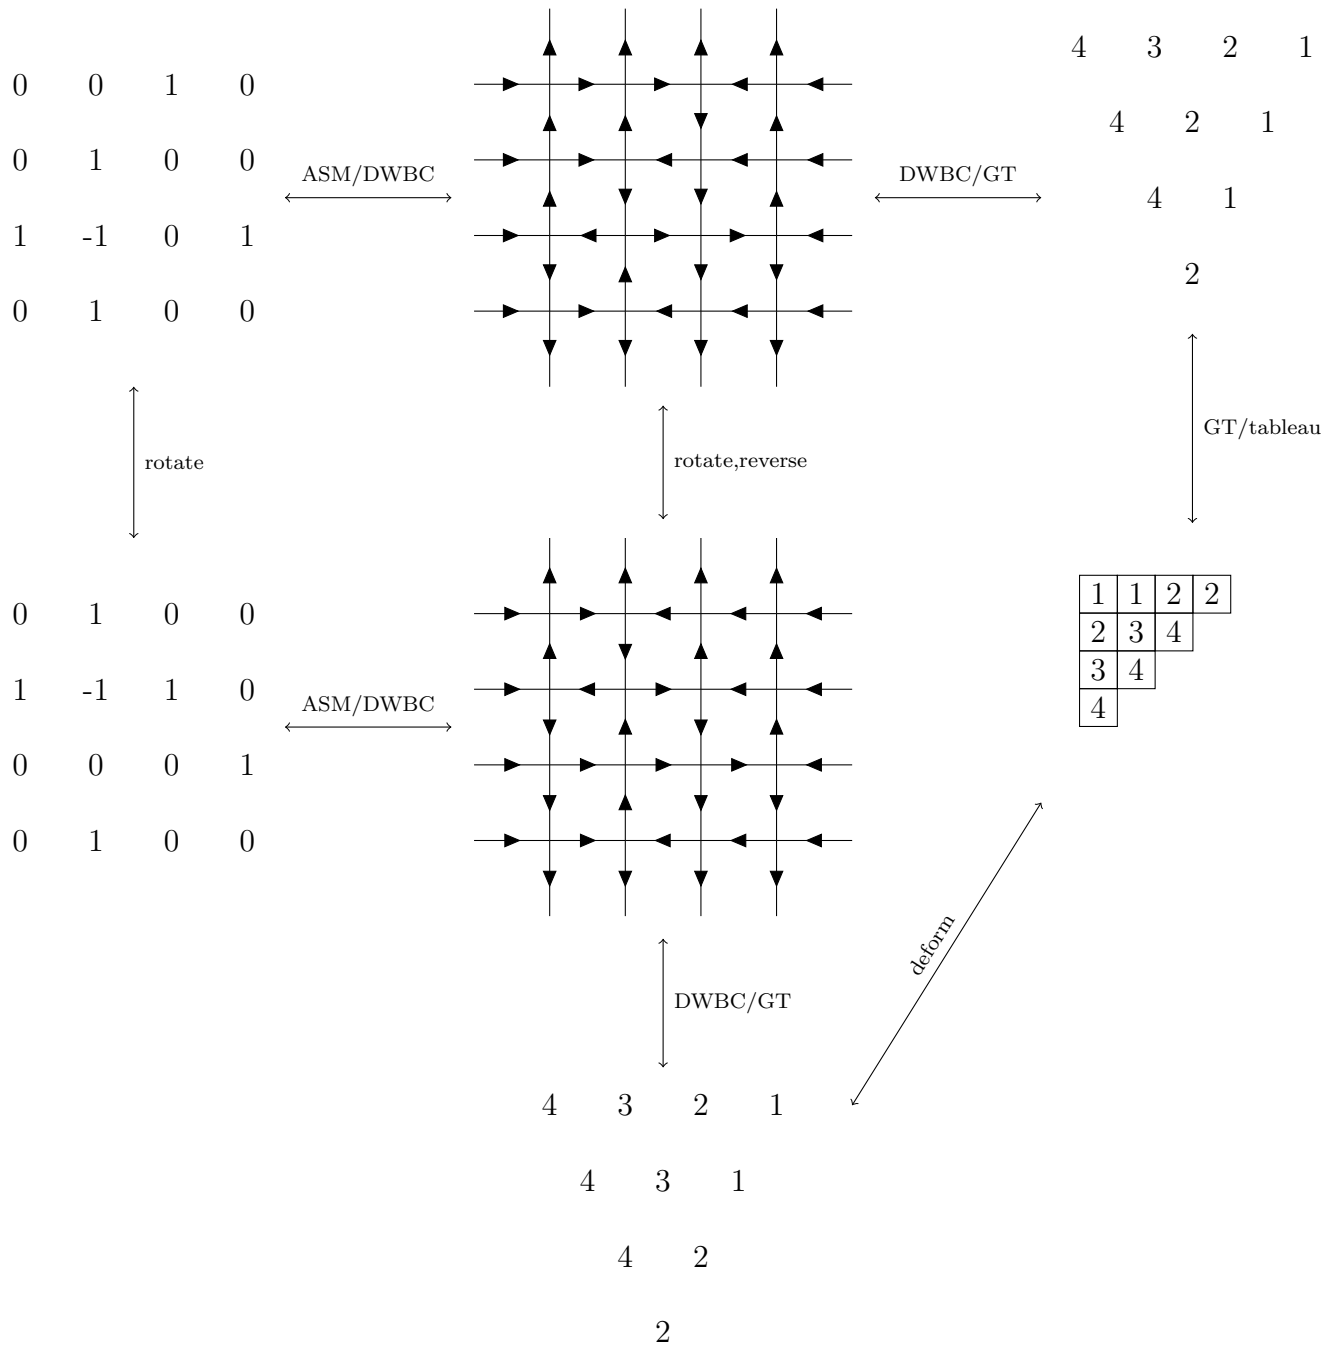 4 3 2 1
0 0 1 0
4 2 1
0 1 0 0
ASM/DWBC
DWBC/GT
4 1
1 -1 0 1
2
0 1 0 0
GT/tableau
rotate
rotate,reverse
1 1 2 2
0 1 0 0
2 3 4
3 4
1 -1 1 0
ASM/DWBC
4
0 0 0 1
0 1 0 0
deform
DWBC/GT
4 3 2 1
4 3 1
4 2
2